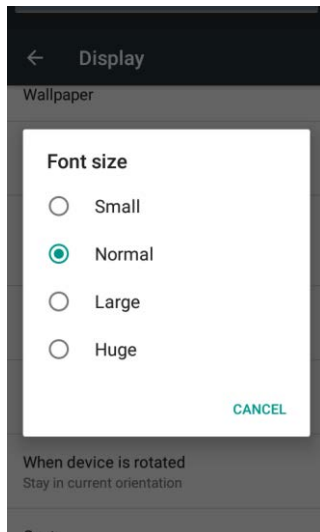 Display
Wallpaper
Font size
Small
Normal
Large
Huge
CANCEL
When device is rotated
Stay in current orientation